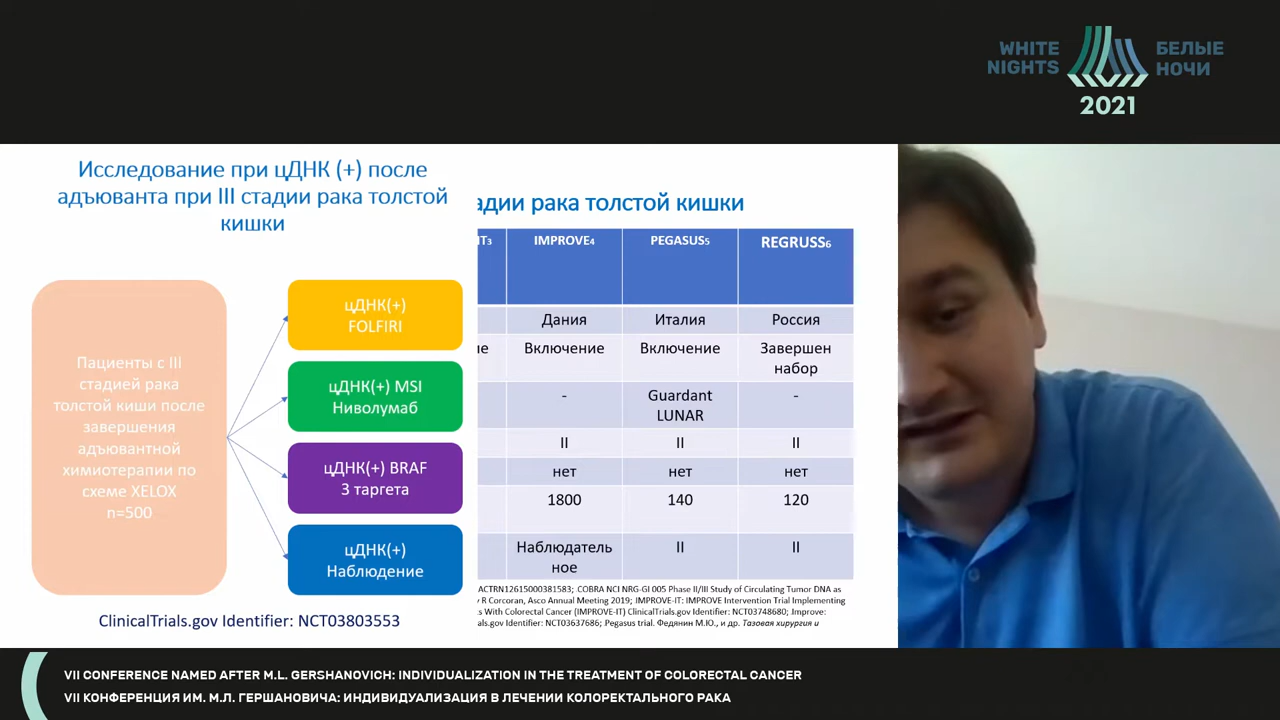 WHITE
NIGHTS
БЕЛЫЕ
НОЧИ
2021
Исследование при цДНК (+) после
адъюванта при III стадии рака толстой
кишки
Пациенты с III
стадией рака
толстой киши после
завершения
адъювантной
химиотерапии по
схеме XELOX
n=500
цДНК(+)
FOLFIRI
цДНК(+) MSI
Ниволумаб
цДНК(+) BRAF
3 таргета
цДНК(+)
Наблюдение
ClinicalTrials.gov Identifier: NCT03803553
адии рака толстой кишки
IT3 IMPROVE4 PEGASUS5 REGRUSS6
Дания Италия Россия
ие Включение Включение Завершен
набор
- Guardant
LUNAR -
II II II
нет нет нет
1800 140 120
Наблюдатель
ное II II
ACTRN12615000381583; COBRA NCI NRG-GI 005 Phase II/III Study of Circulating Tumor DNA as
y R Corcoran, Asco Annual Meeting 2019; IMPROVE-IT: IMPROVE Intervention Trial Implementing
s With Colorectal Cancer (IMPROVE-IT) ClinicalTrials.gov Identifier: NCT03748680; Improve:
als.gov Identifier: NCT03637686; Pegasus trial. Федянин М.Ю., и др. Тазовая хирургия и
VII CONFERENCE NAMED AFTER M.L. GERSHANOVICH: INDIVIDUALIZATION IN THE TREATMENT OF COLORECTAL CANCER
VII КОНФЕРЕНЦИЯ ИМ. М.Л. ГЕРШАНОВИЧА: ИНДИВИДУАЛИЗАЦИЯ В ЛЕЧЕНИИ КОЛОРЕКТАЛЬНОГО РАКА